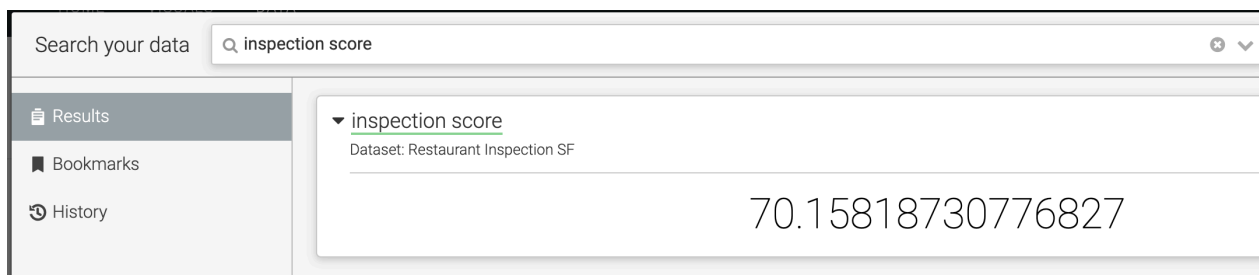 Search your data
inspection score
Results
Bookmarks
History
inspection score
Dataset: Restaurant Inspection SF
70.15818730776827